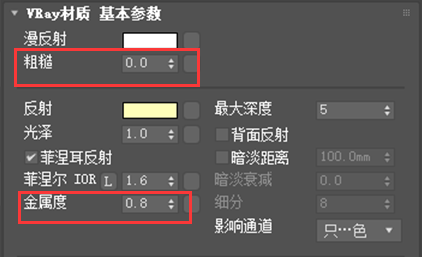 VRay材质 基本参数
漫反射
粗糙 0.0
反射 最大深度 5
光泽 1.0 背面反射
菲涅耳反射 暗淡距离 100.0mm
菲涅尔 IOR L 1.6 暗淡衰减 0.0
金属度 0.8 细分 8
影响通道 只…色